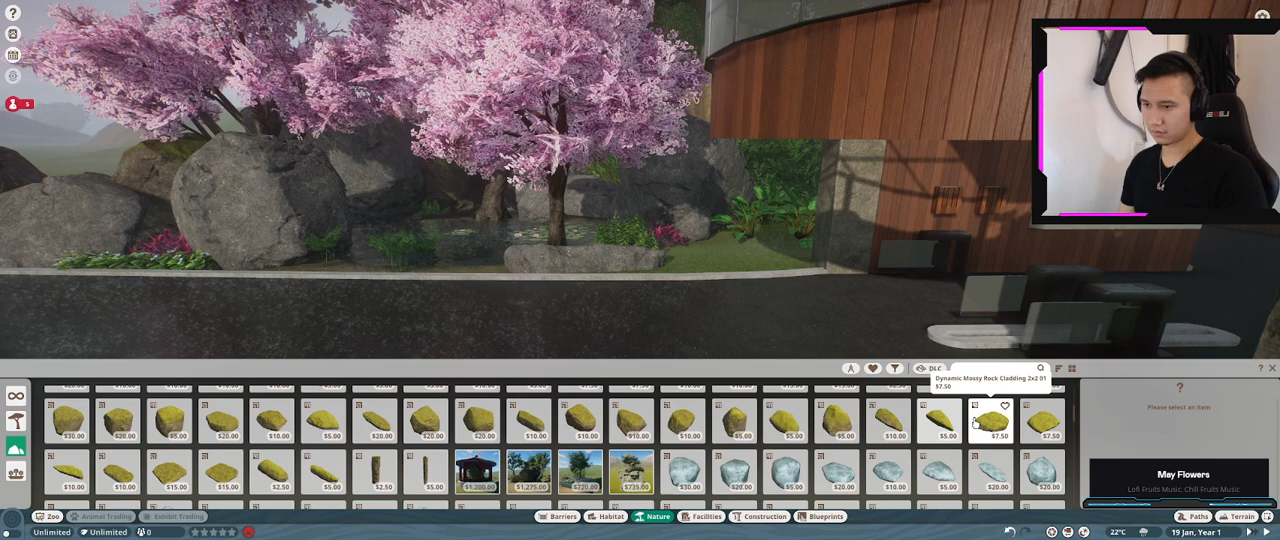 ?
5
DLC
Dynamic Mossy Rock Cladding 2x2 01
$7.50
? ×
$30.00 $10.00 $5.00 $20.00 $10.00 $5.00 $20.00 $20.00 $20.00 $10.00 $20.00 $10.00 $10.00 $5.00 $20.00 $5.00 $10.00 $5.00 $7.50 $7.50
?
Please select an item
$10.00 $10.00 $15.00 $15.00 $2.50 $5.00 $2.50 $5.00 $1,200.00 $1,275.00 $720.00 $735.00 $30.00 $20.00 $5.00 $20.00 $10.00 $5.00 $20.00 $20.00
May Flowers
Lofi Fruits Music, Chill Fruits Music
Zoo Animal Trading Exhibit Trading Barriers Habitat Nature Facilities Construction Blueprints Paths Terrain
Unlimited Unlimited 0 22°C 19 Jan, Year 1